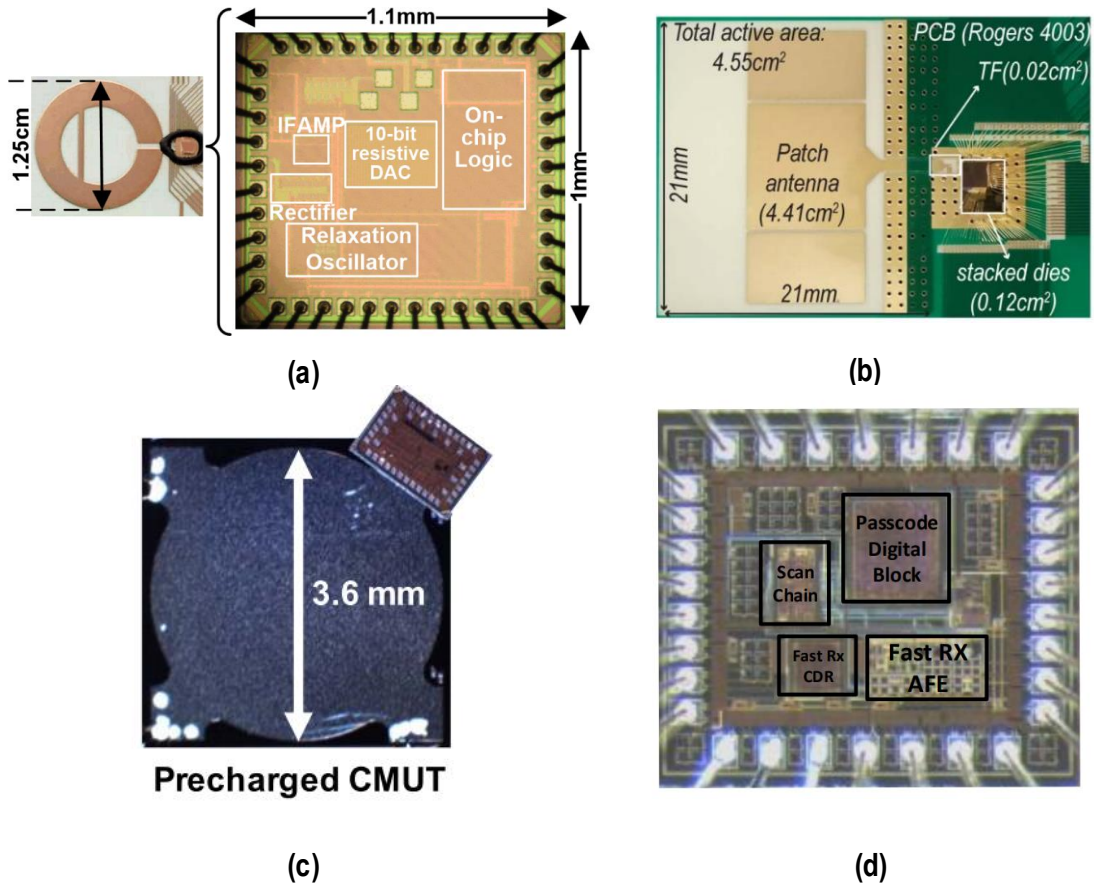 1.1mm
1.25cm
IFAMP
10-bit
resistive
DAC
On-
chip
Logic
Rectifier
Relaxation
Oscillator
1mm
(a)
Total active area:
4.55cm²
PCB (Rogers 4003)
TF(0.02cm²)
21mm
Patch
antenna
(4.41cm²)
21mm
stacked dies
(0.12cm²)
(b)
3.6 mm
Precharged CMUT
(c)
Passcode
Digital
Block
Scan
Chain
Fast Rx
CDR
Fast RX
AFE
(d)